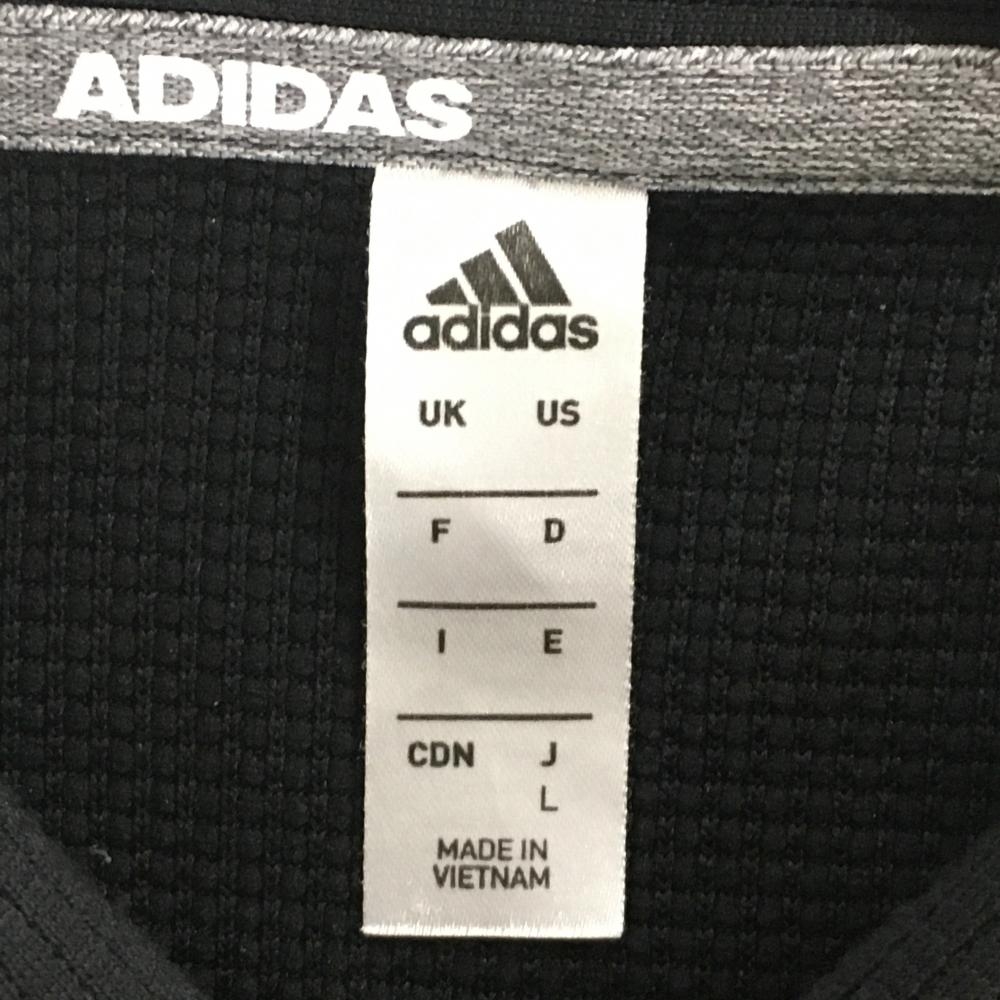 ADIDAS
adidas
UK US
F D
I E
CDN J
L
MADE IN
VIETNAM